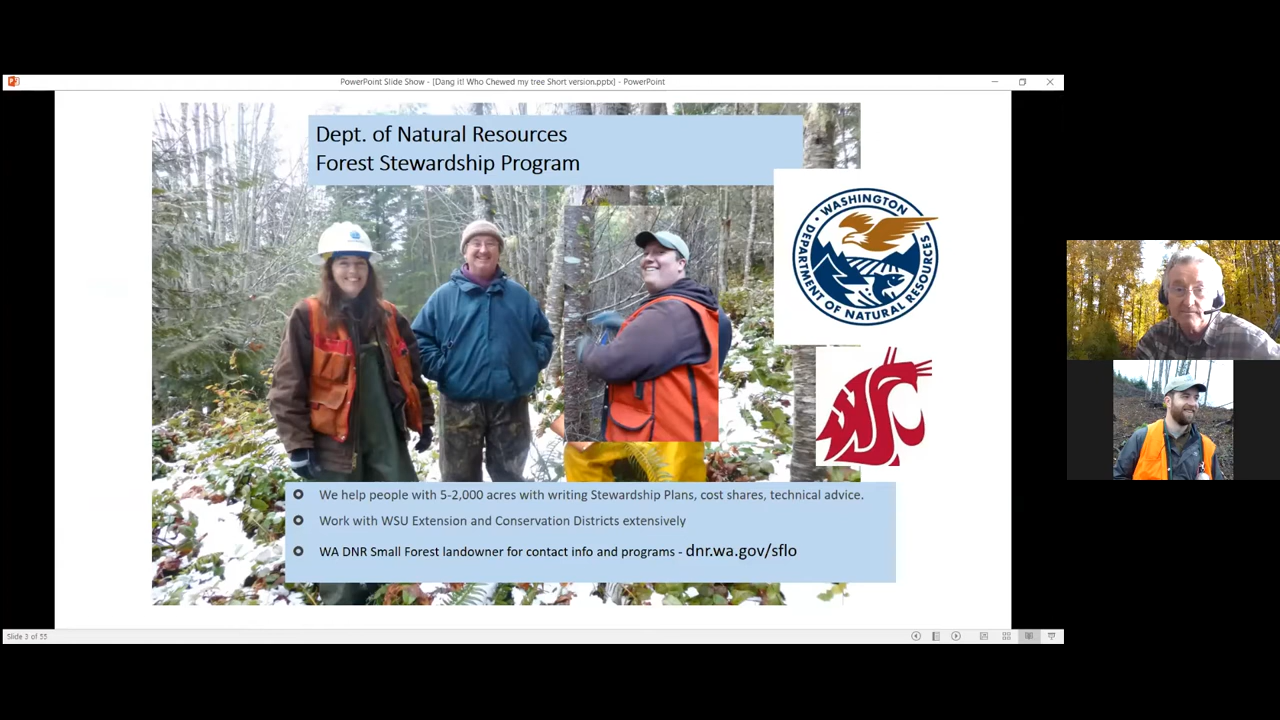 PowerPoint Slide Show - [Dang it! Who Chewed my tree Short version.pptx] - PowerPoint
Dept. of Natural Resources
Forest Stewardship Program
WASHINGTON
DEPARTMENT OF NATURAL RESOURCES
WSU
We help people with 5-2,000 acres with writing Stewardship Plans, cost shares, technical advice.
Work with WSU Extension and Conservation Districts extensively
WA DNR Small Forest landowner for contact info and programs - dnr.wa.gov/sflo
Slide 3 of 55